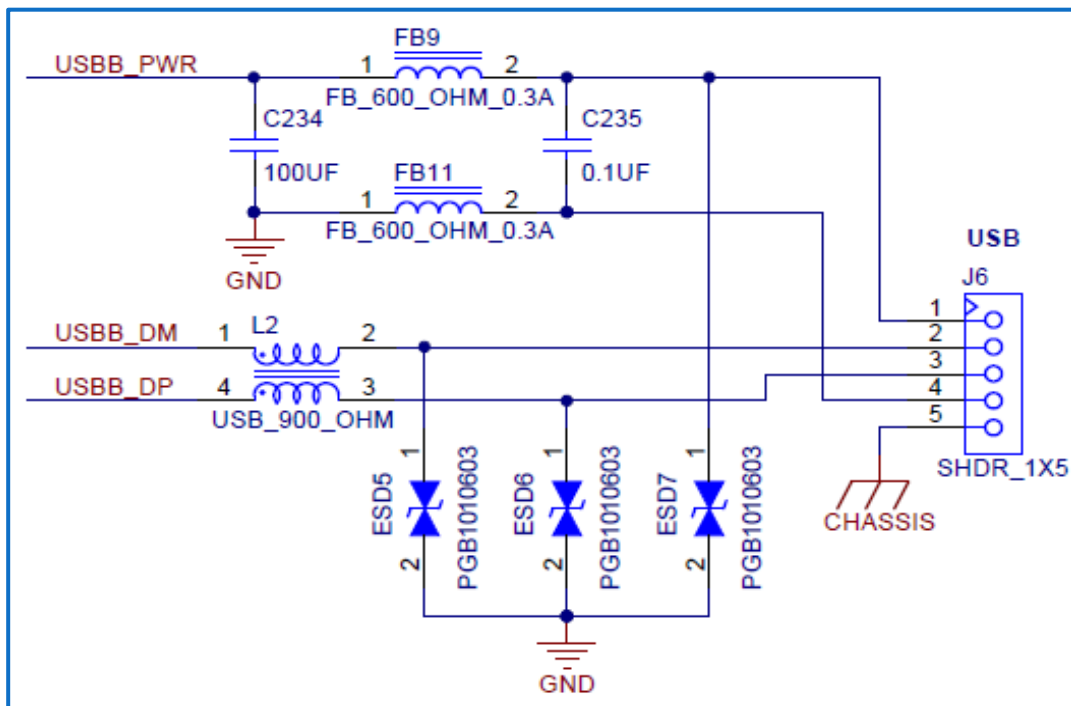 FB9
USBB_PWR
1
2
FB_600_OHM_0.3A
C234
C235
100UF
FB11
0.1UF
1
2
FB_600_OHM_0.3A
GND
USB
J6
USBB_DM
1
L2
2
USBB_DP
4
3
USB_900_OHM
1
2
3
4
5
SHDR_1X5
CHASSIS
1
ESD5
2
PGB1010603
1
ESD6
2
PGB1010603
1
ESD7
2
PGB1010603
GND